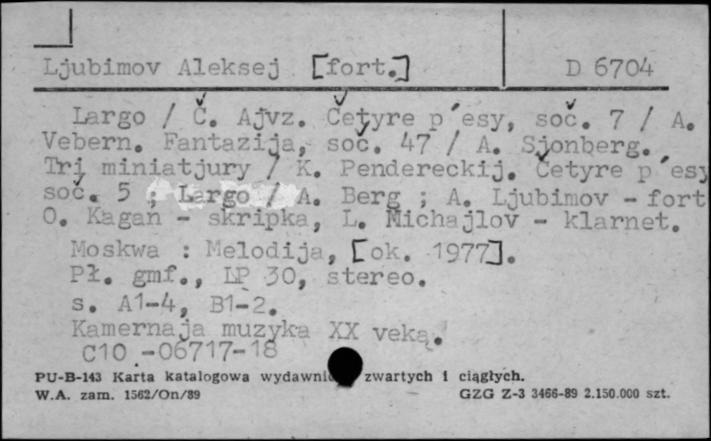 Ljubimov Aleksej [fort.] D 6704
Largo / Č. Ajvz. Četyre p'esy, soč. 7 / A.
Vebern. Fantazija, soč. 47 / A. Sjonberg.
Tri miniatjury / K. Pendereckij. Četyre p'esy
soč. 5 ; Largo / A. Berg ; A. Ljubimov - fort
O. Kagan - skripka, L. Michajlov - klarnet.
Moskwa : Melodija, [ok. 1977].
Pł. gmf., LP 30, stereo.
s. A1-4, B1-2.
Kamernaja muzyka XX veka.
C10 -06717-18
PU-B-143 Karta katalogowa wydawni zwartych i ciągłych.
W.A. zam. 1562/On/89 GZG Z-3 3466-89 2.150.000 szt.